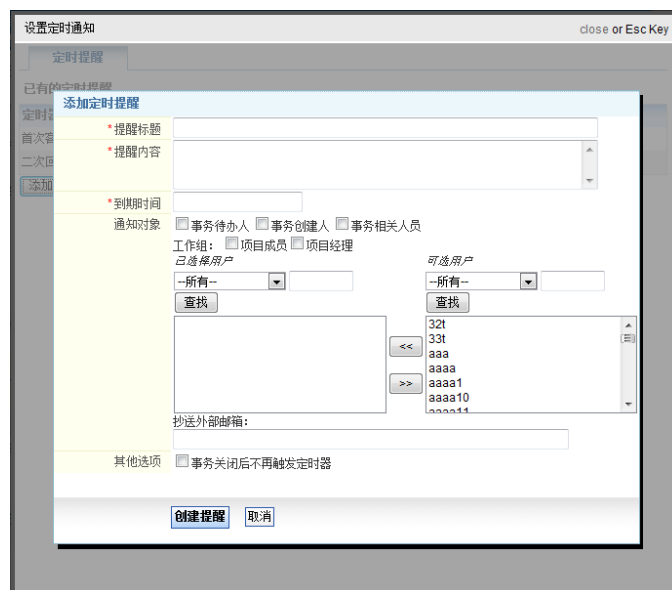 设置定时通知 close or Esc Key
定时提醒
已有的定时提醒
添加定时提醒
定时
*提醒标题
首次客
*提醒内容
二次回
添加
*到期时间
通知对象 事务待办人 事务创建人 事务相关人员
工作组： 项目成员 项目经理
已选择用户 可选用户
--所有-- --所有--
查找 查找
32t
33t
<< aaa
aaaa
>> aaaa1
aaaa10
aaaa11
抄送外部邮箱:
其他选项 事务关闭后不再触发定时器
创建提醒 取消